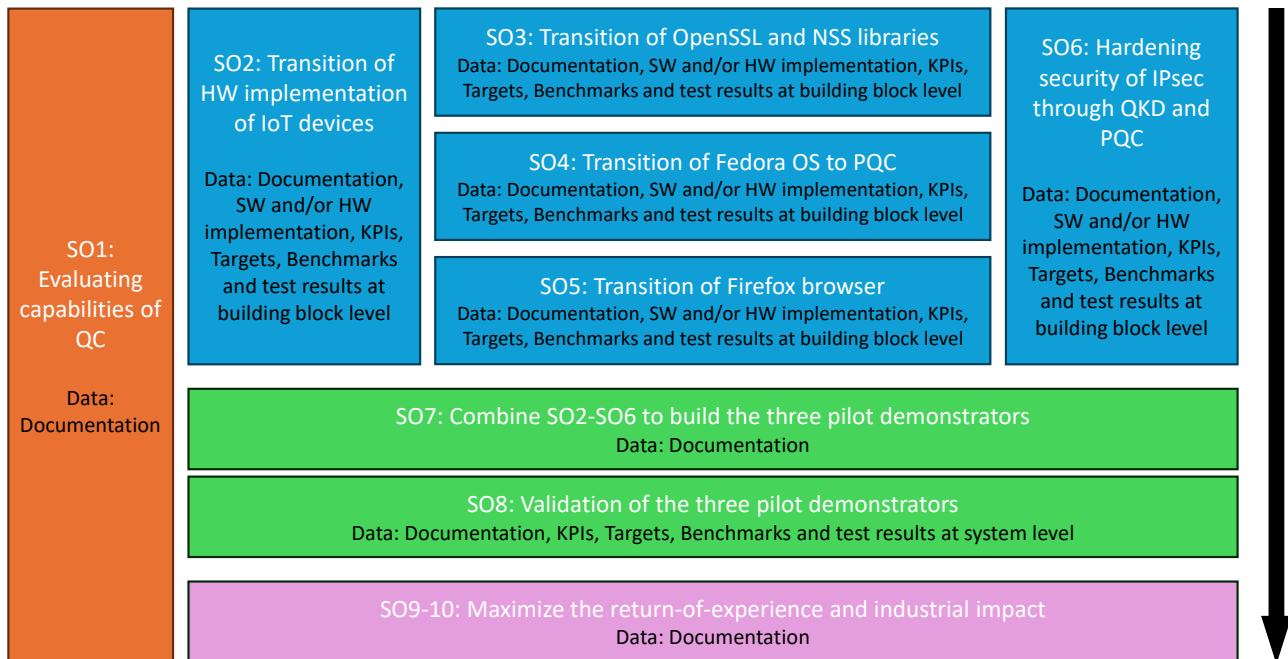 SO1:
Evaluating
capabilities of
QC
Data:
Documentation
SO2: Transition of
HW implementation
of IoT devices
Data: Documentation,
SW and/or HW
implementation, KPIs,
Targets, Benchmarks
and test results at
building block level
SO3: Transition of OpenSSL and NSS libraries
Data: Documentation, SW and/or HW implementation, KPIs,
Targets, Benchmarks and test results at building block level
SO4: Transition of Fedora OS to PQC
Data: Documentation, SW and/or HW implementation, KPIs,
Targets, Benchmarks and test results at building block level
SO5: Transition of Firefox browser
Data: Documentation, SW and/or HW implementation, KPIs,
Targets, Benchmarks and test results at building block level
SO6: Hardening
security of IPsec
through QKD and
PQC
Data: Documentation,
SW and/or HW
implementation, KPIs,
Targets, Benchmarks
and test results at
building block level
SO7: Combine SO2-SO6 to build the three pilot demonstrators
Data: Documentation
SO8: Validation of the three pilot demonstrators
Data: Documentation, KPIs, Targets, Benchmarks and test results at system level
SO9-10: Maximize the return-of-experience and industrial impact
Data: Documentation